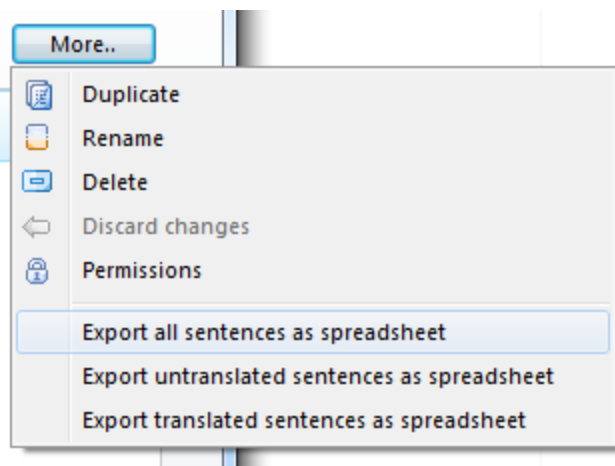 More..
Duplicate
Rename
Delete
Discard changes
Permissions
Export all sentences as spreadsheet
Export untranslated sentences as spreadsheet
Export translated sentences as spreadsheet